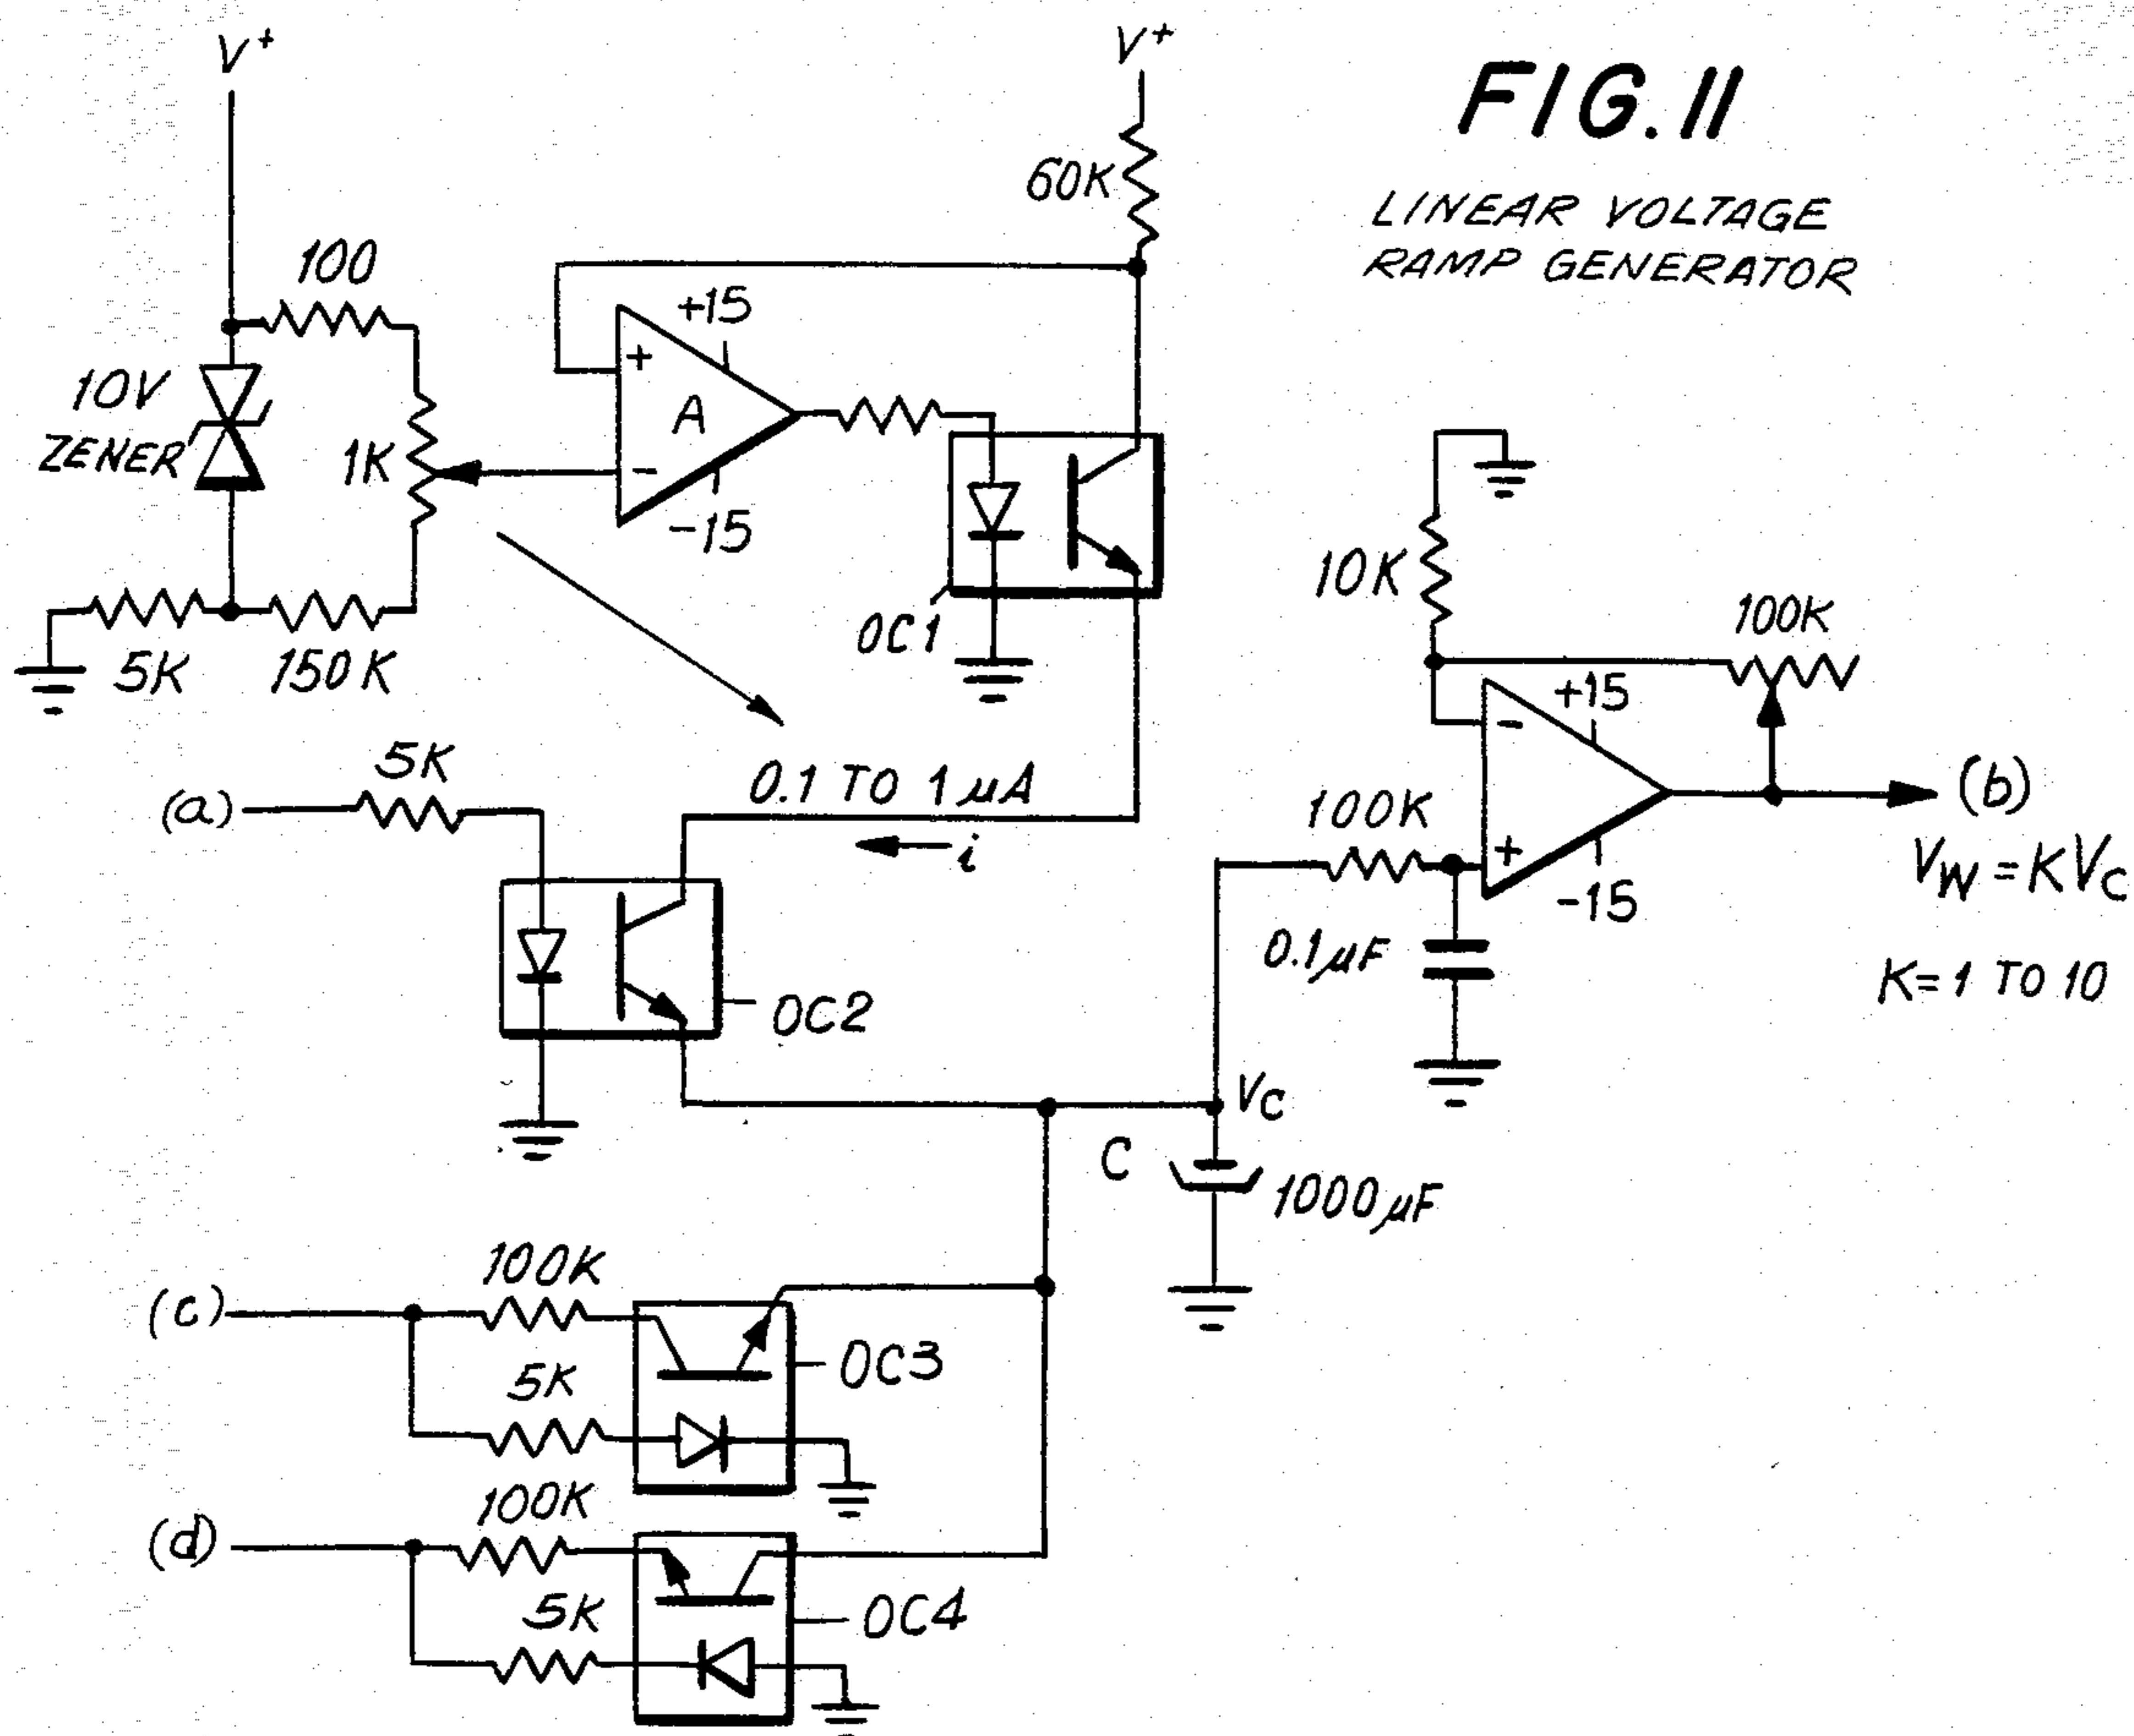 FIG. 11
LINEAR VOLTAGE
RAMP GENERATOR
V+
V+
60K
100
10V
ZENER
1K
+15
+
A
-
-15
OC1
5K
150K
10K
100K
+15
-
(a)
5K
0.1 TO 1 μA
i
100K
+
-15
(b)
VW = KVC
K=1 TO 10
0.1μF
OC2
VC
C
1000μF
(c)
100K
5K
OC3
(d)
100K
5K
OC4